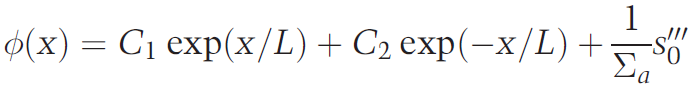 ϕ(x) = C₁ exp(x/L) + C₂ exp(−x/L) + 1/Σₐ s₀‴